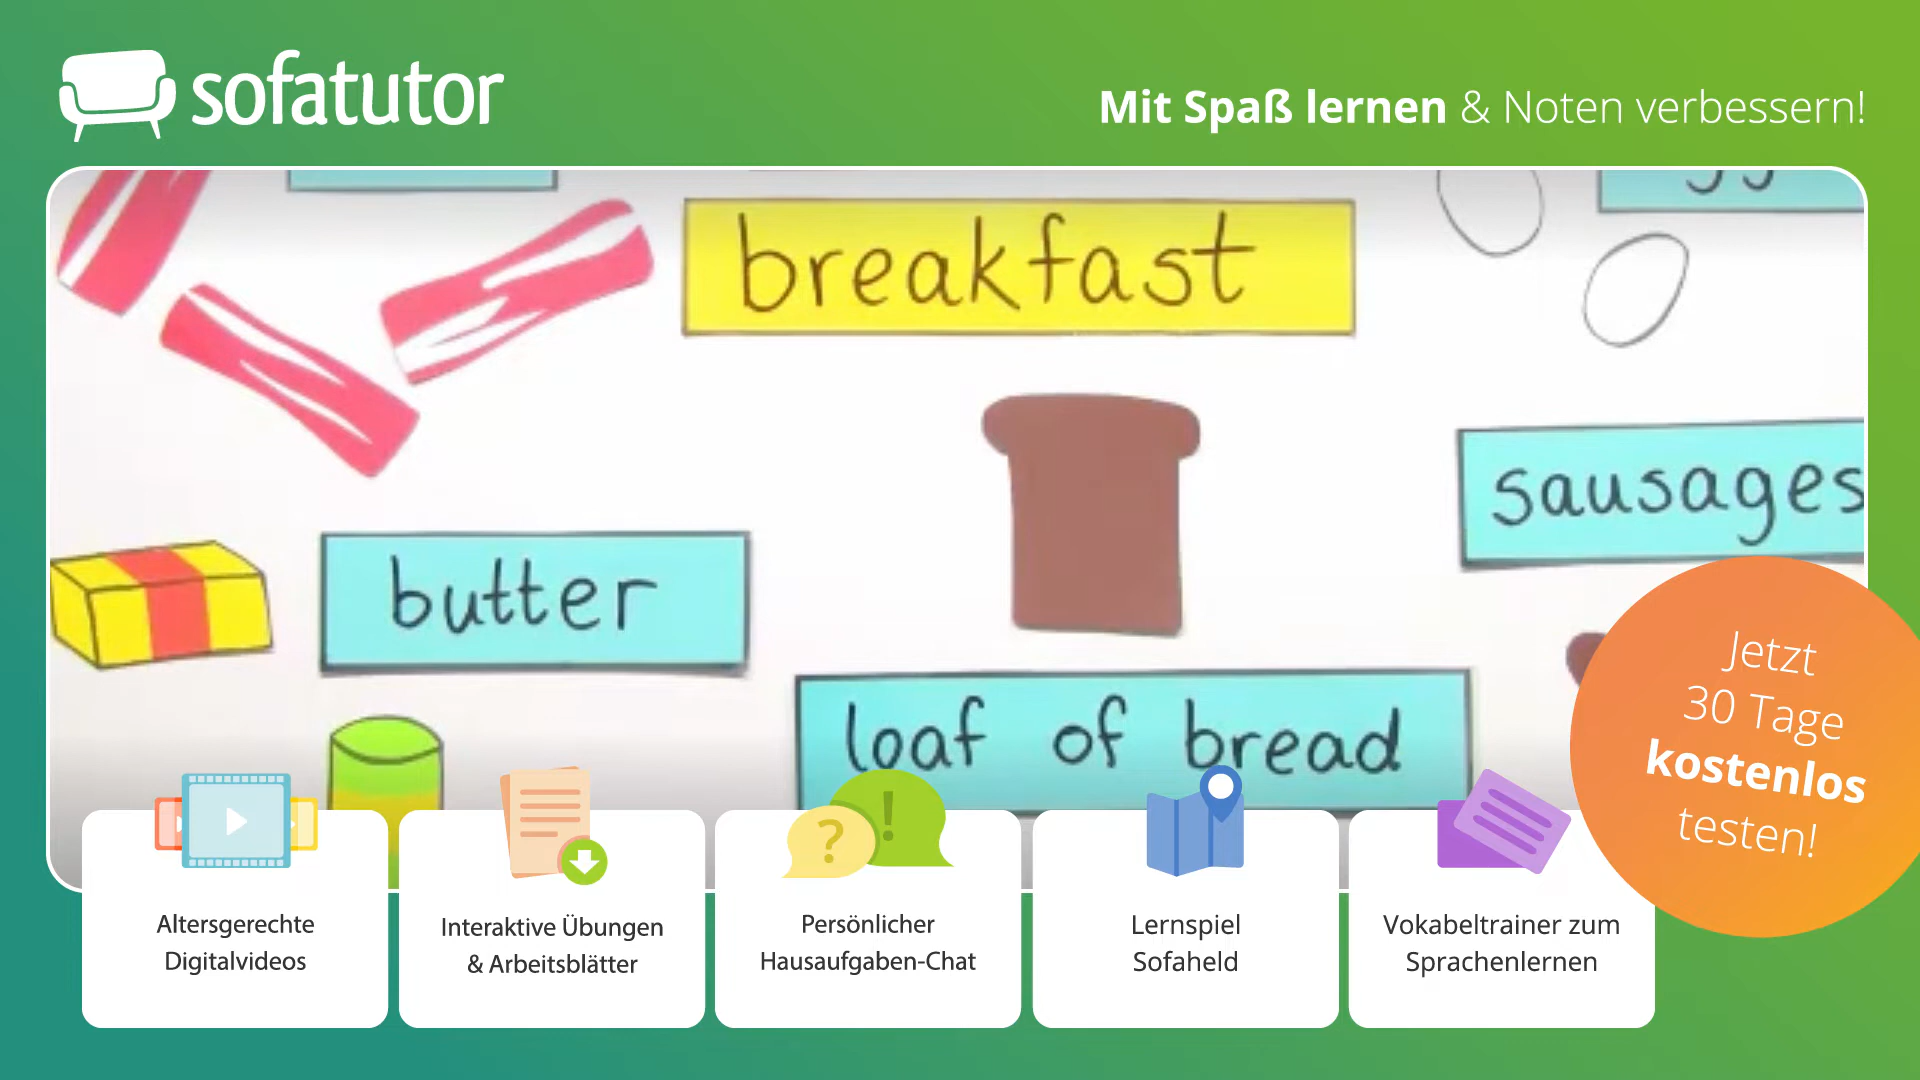 sofatutor
Mit Spaß lernen & Noten verbessern!
breakfast
sausages
butter
loaf of bread
Jetzt
30 Tage
kostenlos
testen!
?
!
Altersgerechte
Digitalvideos
Interaktive Übungen
& Arbeitsblätter
Persönlicher
Hausaufgaben-Chat
Lernspiel
Sofaheld
Vokabeltrainer zum
Sprachenlernen